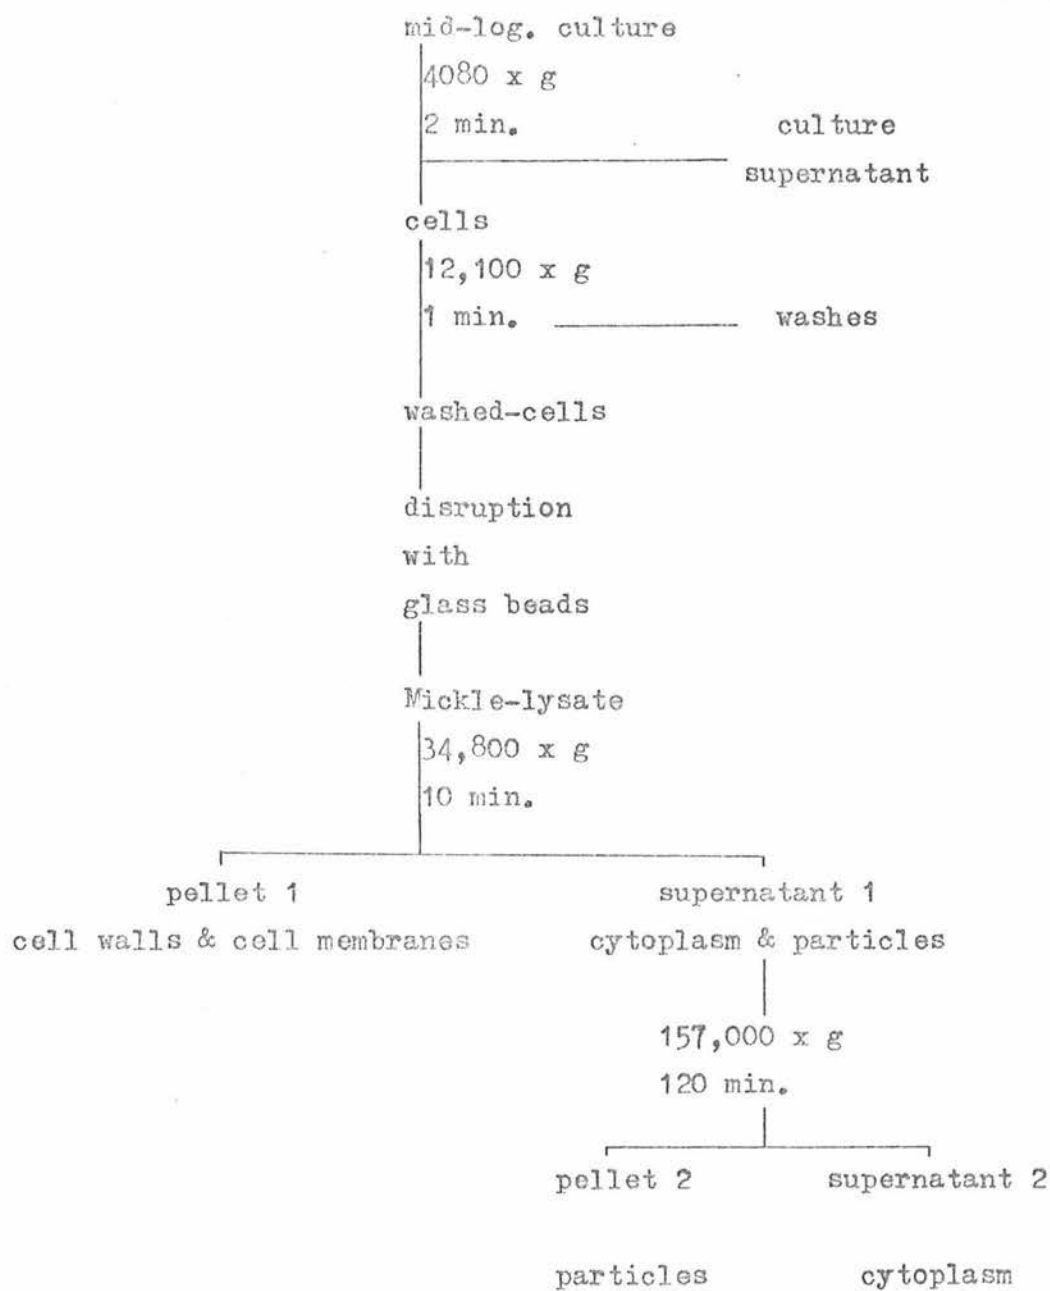 mid-log. culture
4080 x g
2 min.
culture
supernatant
cells
12,100 x g
1 min.
washes
washed-cells
disruption
with
glass beads
Mickle-lysate
34,800 x g
10 min.
pellet 1
supernatant 1
cell walls & cell membranes
cytoplasm & particles
157,000 x g
120 min.
pellet 2
supernatant 2
particles
cytoplasm